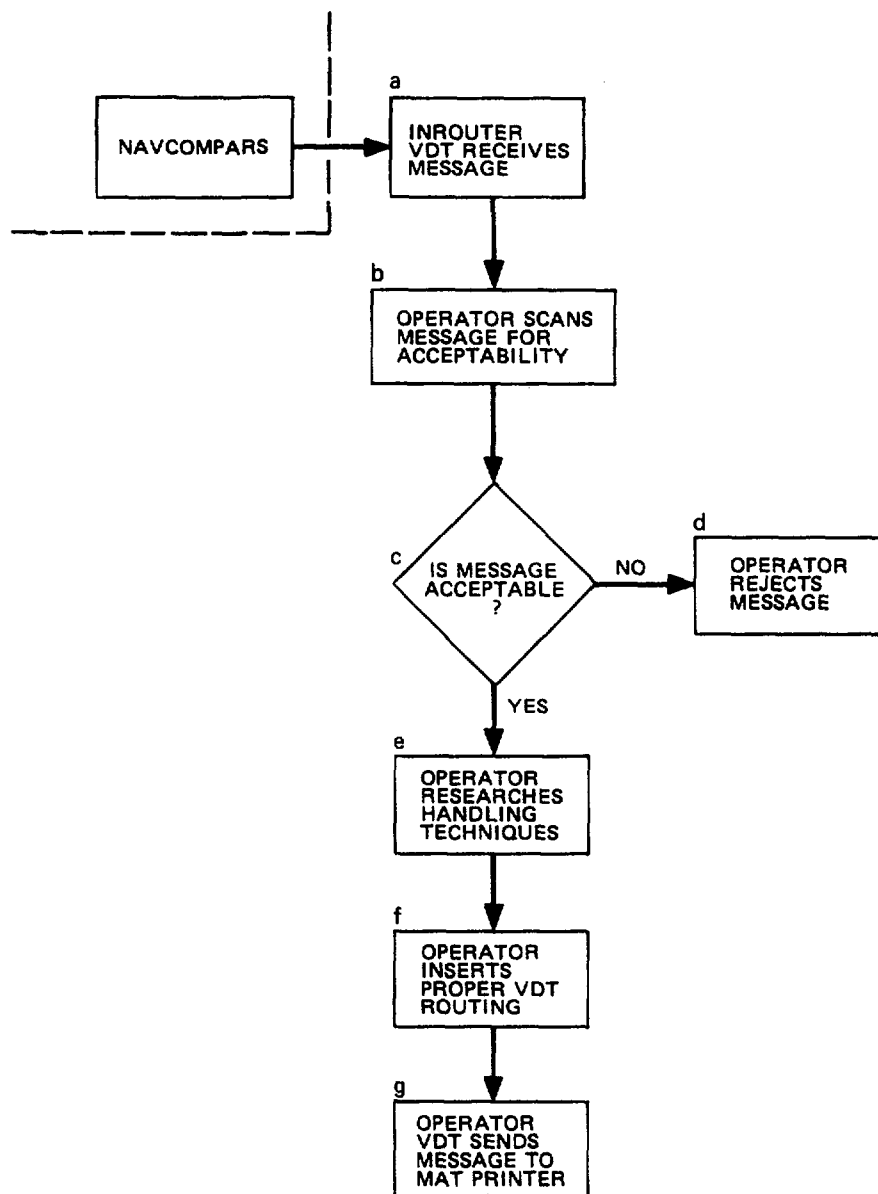 a
NAVCOMPARS
INROUTER
VDT RECEIVES
MESSAGE
b
OPERATOR SCANS
MESSAGE FOR
ACCEPTABILITY
c
IS MESSAGE
ACCEPTABLE
?
NO
d
OPERATOR
REJECTS
MESSAGE
YES
e
OPERATOR
RESEARCHES
HANDLING
TECHNIQUES
f
OPERATOR
INSERTS
PROPER VDT
ROUTING
g
OPERATOR
VDT SENDS
MESSAGE TO
MAT PRINTER